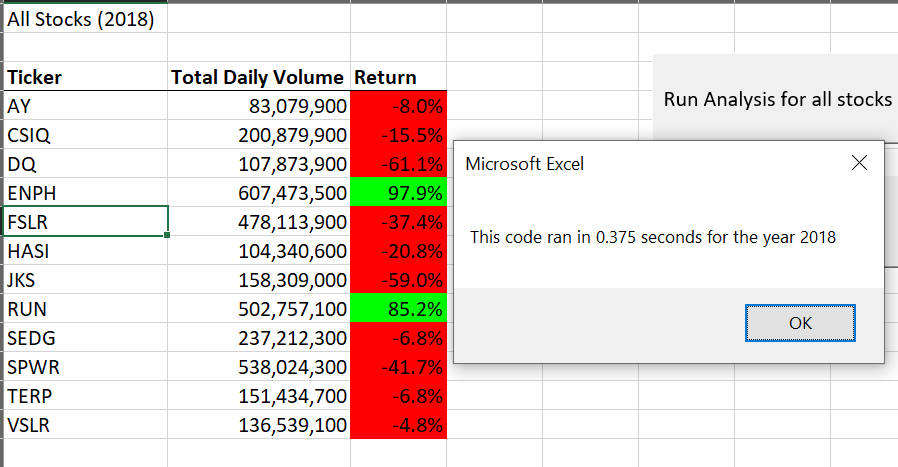 All Stocks (2018)
Ticker Total Daily Volume Return
AY 83,079,900 -8.0%
CSIQ 200,879,900 -15.5%
DQ 107,873,900 -61.1%
ENPH 607,473,500 97.9%
FSLR 478,113,900 -37.4%
HASI 104,340,600 -20.8%
JKS 158,309,000 -59.0%
RUN 502,757,100 85.2%
SEDG 237,212,300 -6.8%
SPWR 538,024,300 -41.7%
TERP 151,434,700 -6.8%
VSLR 136,539,100 -4.8%
Run Analysis for all stocks
Microsoft Excel
This code ran in 0.375 seconds for the year 2018
OK